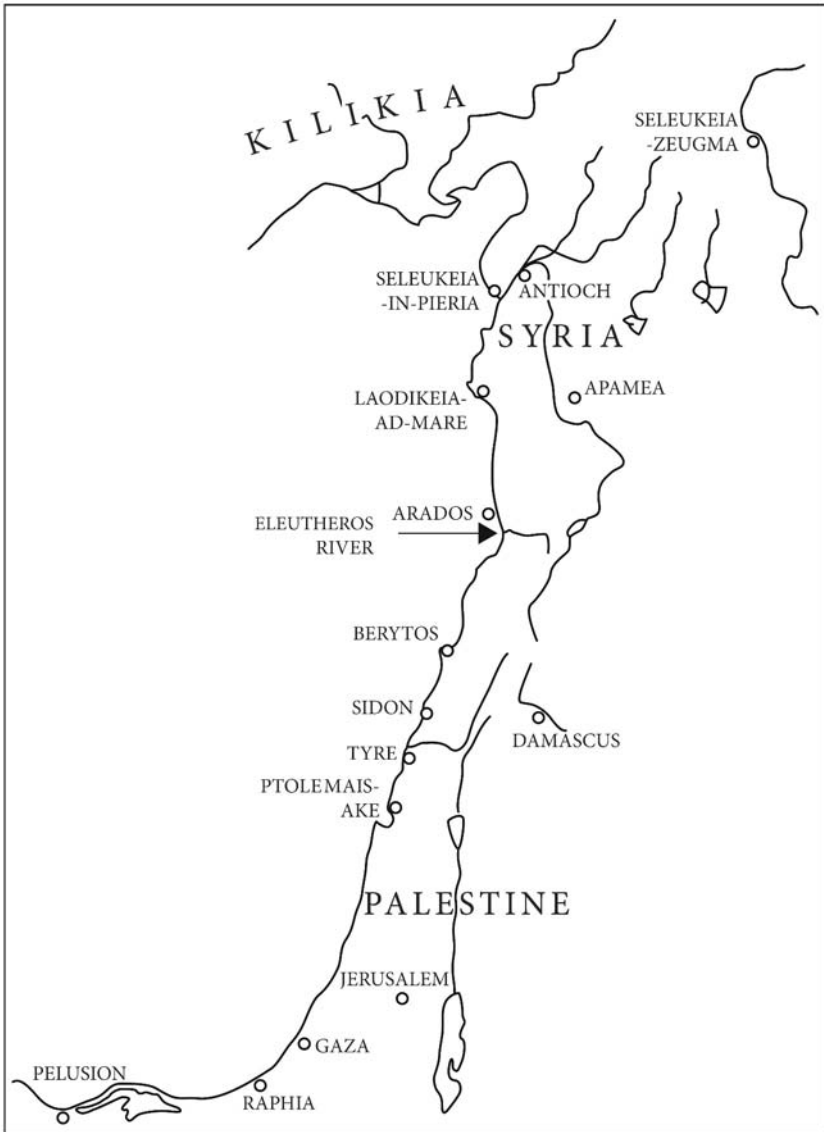 KILIKIA
SELEUKEIA
-ZEUGMA
SELEUKEIA
-IN-PIERIA
ANTIOCH
SYRIA
LAODIKEIA-
AD-MARE
APAMEA
ARADOS
ELEUTHEROS
RIVER
BERYTOS
SIDON
DAMASCUS
TYRE
PTOLEMAIS-
AKE
PALESTINE
JERUSALEM
GAZA
PELUSION
RAPHIA